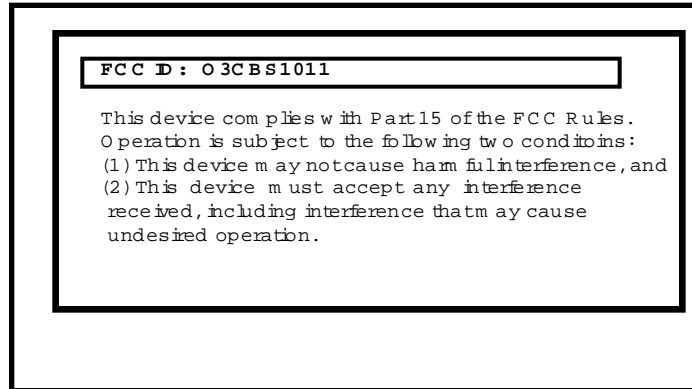 FCC ID: O3CBS1011
This device complies with Part 15 of the FCC Rules.
Operation is subject to the following two conditoins:
(1) This device may not cause harmful interference, and
(2) This device must accept any interference
received, including interference that may cause
undesired operation.